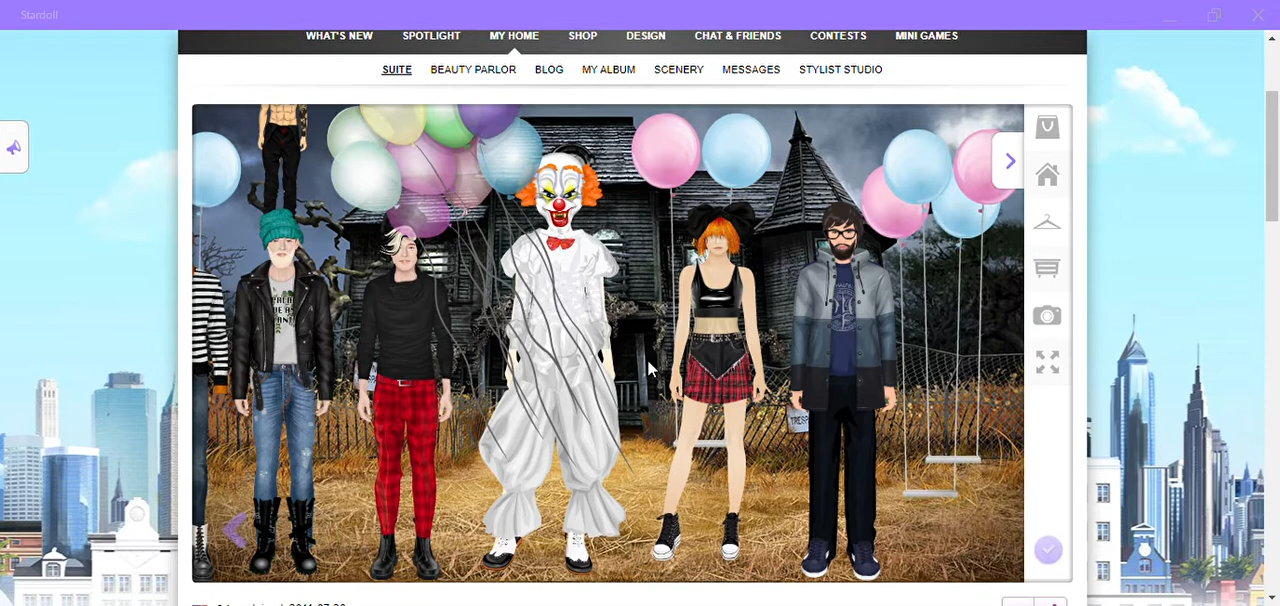 Stardoll
WHAT'S NEW SPOTLIGHT MY HOME SHOP DESIGN CHAT & FRIENDS CONTESTS MINI GAMES
SUITE BEAUTY PARLOR BLOG MY ALBUM SCENERY MESSAGES STYLIST STUDIO
TRESP